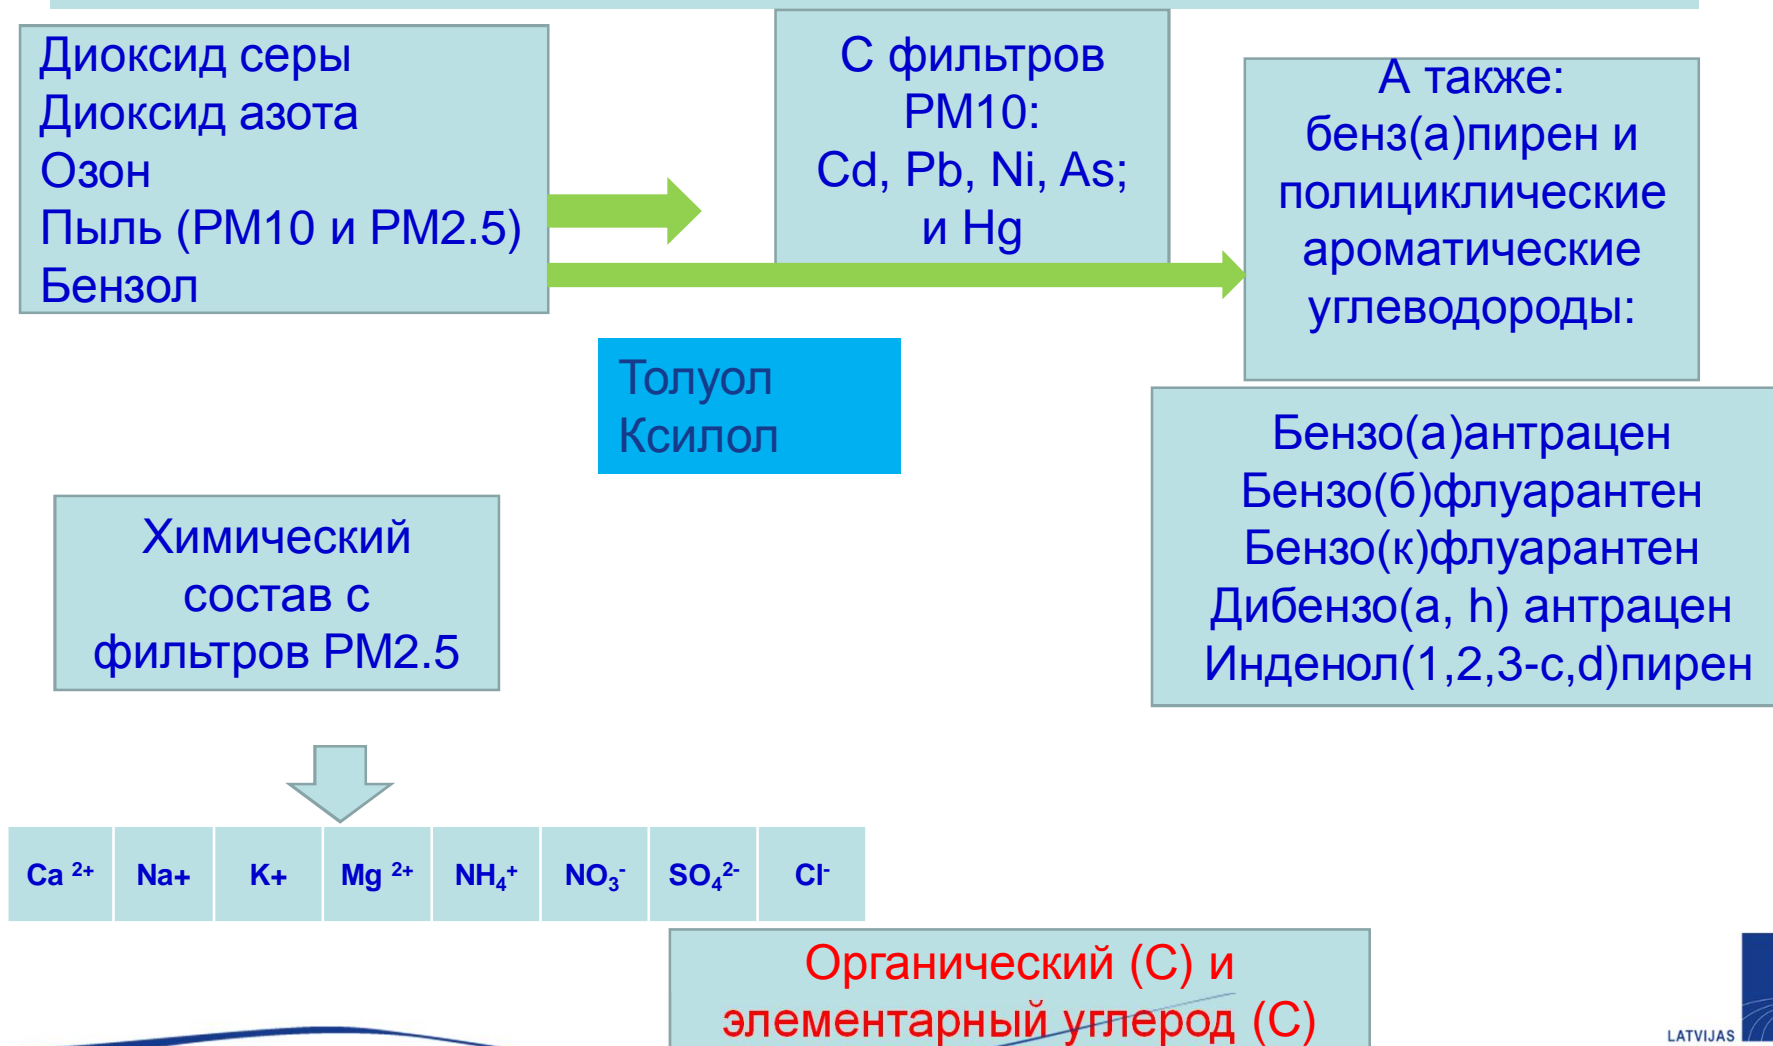 Диоксид серы
Диоксид азота
Озон
Пыль (PM10 и PM2.5)
Бензол
С фильтров
PM10:
Cd, Pb, Ni, As;
и Hg
А также:
бенз(а)пирен и
полициклические
ароматические
углеводороды:
Толуол
Ксилол
Бензо(а)антрацен
Бензо(б)флуарантен
Бензо(к)флуарантен
Дибензо(a, h) антрацен
Инденол(1,2,3-c,d)пирен
Химический
состав с
фильтров PM2.5
Ca ²⁺ Na+ K+ Mg ²⁺ NH₄⁺ NO₃⁻ SO₄²⁻ Cl⁻
Органический (С) и
элементарный углерод (С)
LATVIJAS